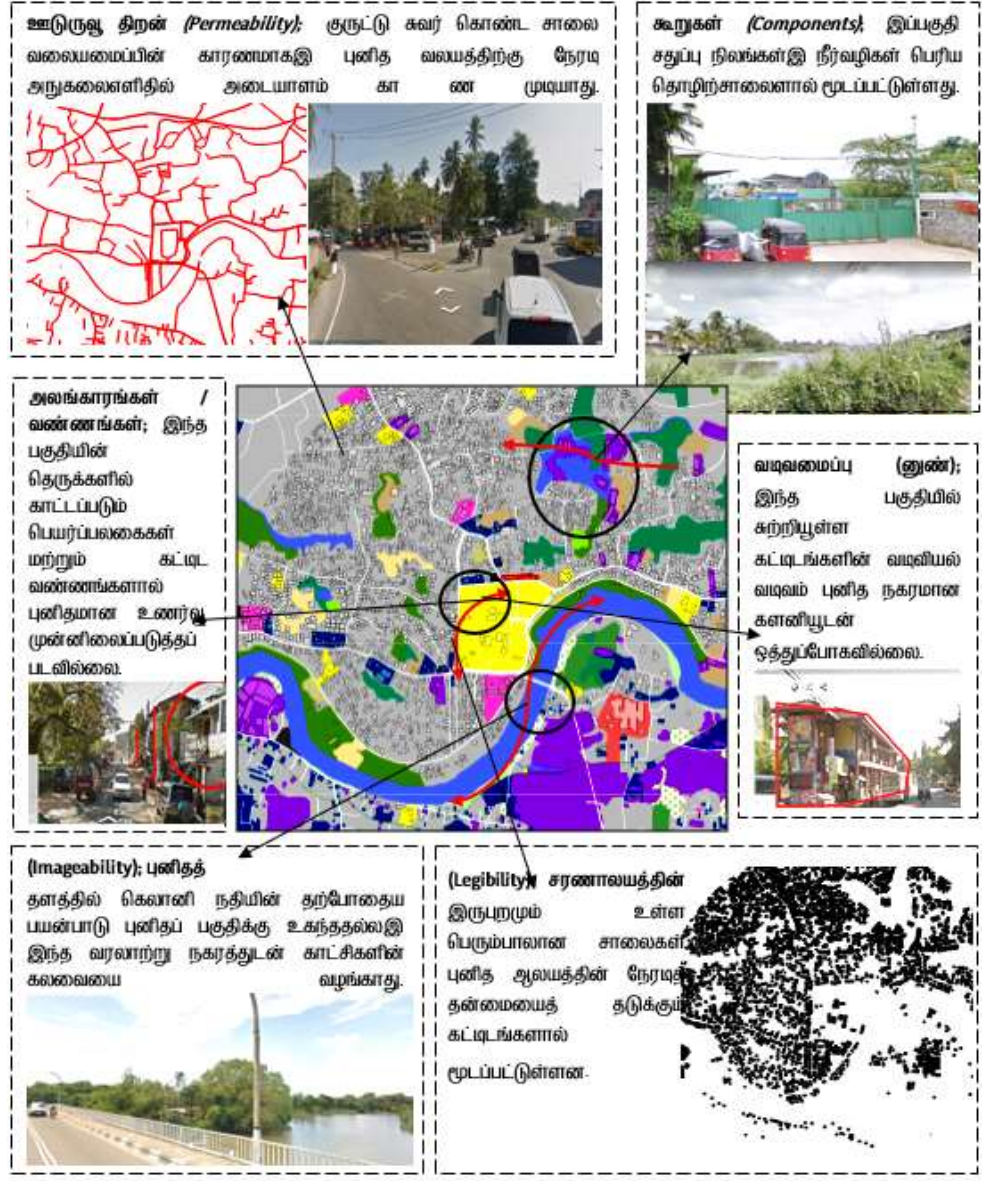 ஊடுருவு திறன் (Permeability); குருட்டு சுவர் கொண்ட சாலை
வலையமைப்பின் காரணமாகஇ புனித வலயத்திற்கு நேரடி
அநுகலைஎளிதில் அடையாளம் கா ண முடியாது.
கூறுகள் (Components); இப்பகுதி
சதுப்பு நிலங்கள்இ நீர்வழிகள் பெரிய
தொழிற்சாலைளால் மூடப்பட்டுள்ளது.
அலங்காரங்கள் /
வண்ணங்கள்; இந்த
பகுதியின்
தெருக்களில்
காட்டப்படும்
பெயர்ப்பலகைகள்
மற்றும் கட்டிட
வண்ணங்களால்
புனிதமான உணர்வு
முன்னிலைப்படுத்தப்
படவில்லை.
வடிவமைப்பு (னுண்);
இந்த பகுதியில்
சுற்றியூள்ள
கட்டிடங்களின் வடிவியல்
வடிவம் புனித நகரமான
களனியூடன்
ஒத்துப்போகவில்லை.
(Imageability); புனிதத்
தளத்தில் கெலானி நதியின் தற்போதைய
பயன்பாடு புனிதப் பகுதிக்கு உகந்ததல்லஇ
இந்த வரலாற்று நகரத்துடன் காட்சிகளின்
கலவையை வழங்காது.
(Legibility); சரணாலயத்தின்
இருபுறமும் உள்ள
பெரும்பாலான சாலைகள்
புனித ஆலயத்தின் நேரடித்
தன்மையைத் தடுக்கும்
கட்டிடங்களால்
மூடப்பட்டுள்ளன.